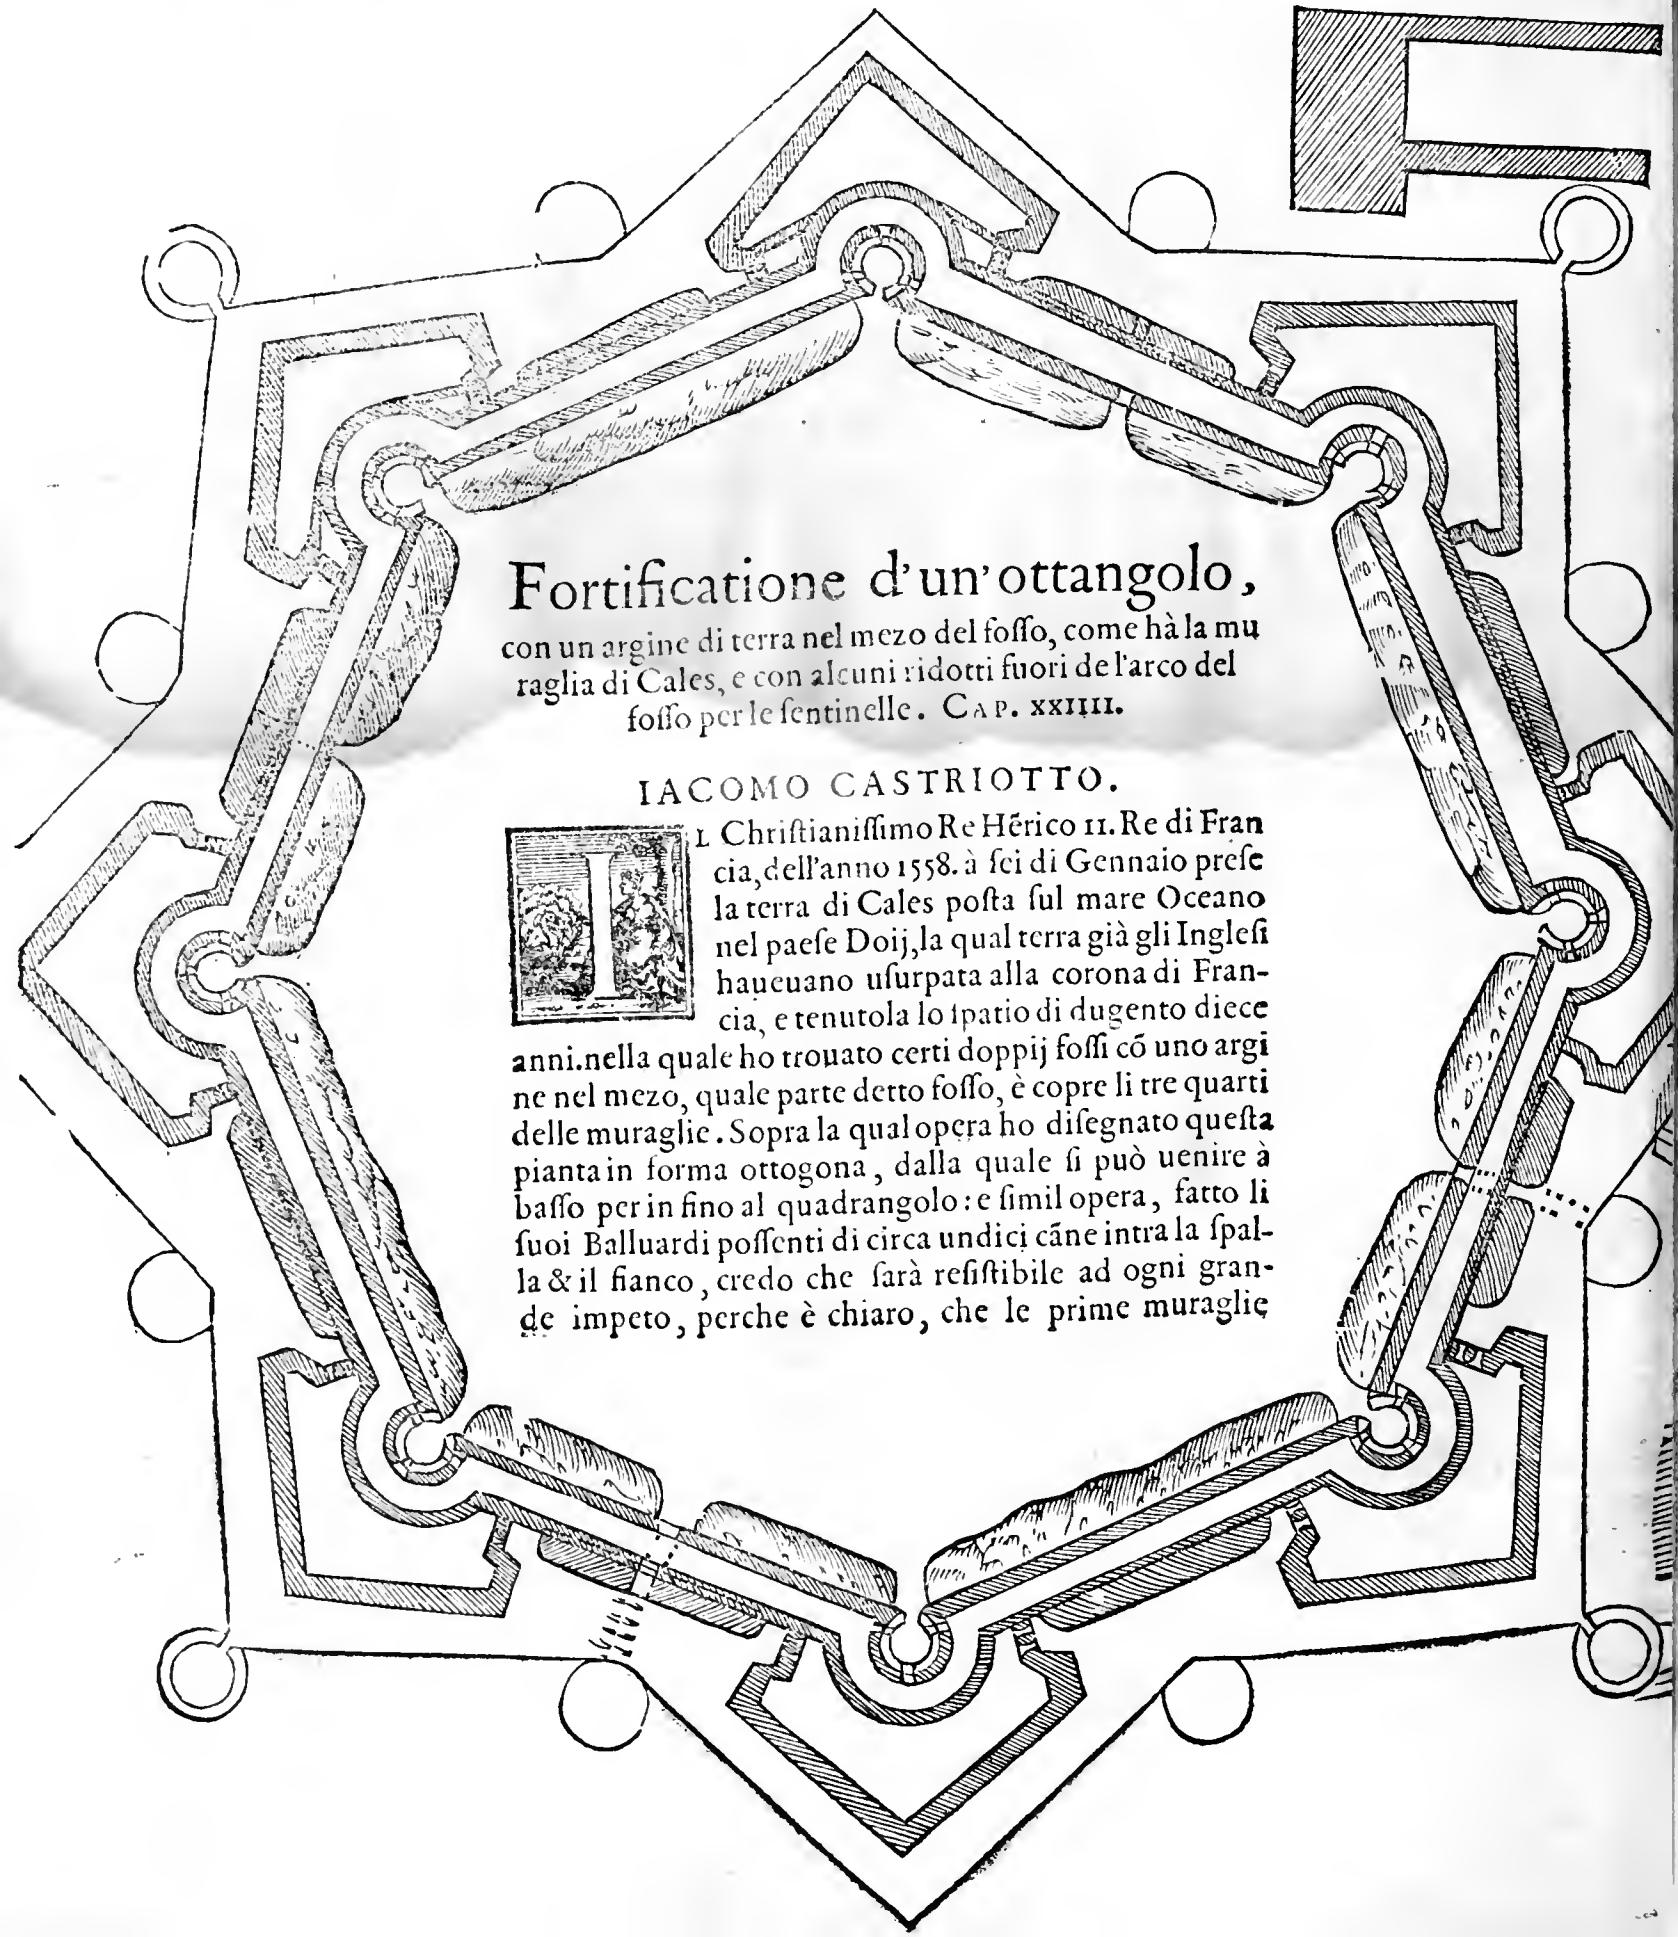 Fortificatione d'un'ottangolo,
con un argine di terra nel mezo del foſſo, come hà la mu
raglia di Cales, e con alcuni ridotti fuori de l'arco del
foſſo per le ſentinelle. CAP. XXIIII.
IACOMO CASTRIOTTO.
IL Chriſtianiſſimo Re Hērico II. Re di Fran
cia, dell'anno 1558. à ſei di Gennaio preſe
la terra di Cales poſta ſul mare Oceano
nel paeſe Doij, la qual terra già gli Ingleſi
haueuano uſurpata alla corona di Fran-
cia, e tenutola lo ſpatio di dugento diece
anni. nella quale ho trouato certi doppij foſſi cō uno argi
ne nel mezo, quale parte detto foſſo, è copre li tre quarti
delle muraglie. Sopra la qual opera ho diſegnato queſta
pianta in forma ottogona, dalla quale ſi può uenire à
baſſo per in fino al quadrangolo: e ſimil opera, fatto li
ſuoi Balluardi poſſenti di circa undici cāne intra la ſpal-
la & il fianco, credo che ſarà reſiſtibile ad ogni gran-
de impeto, perche è chiaro, che le prime muraglie